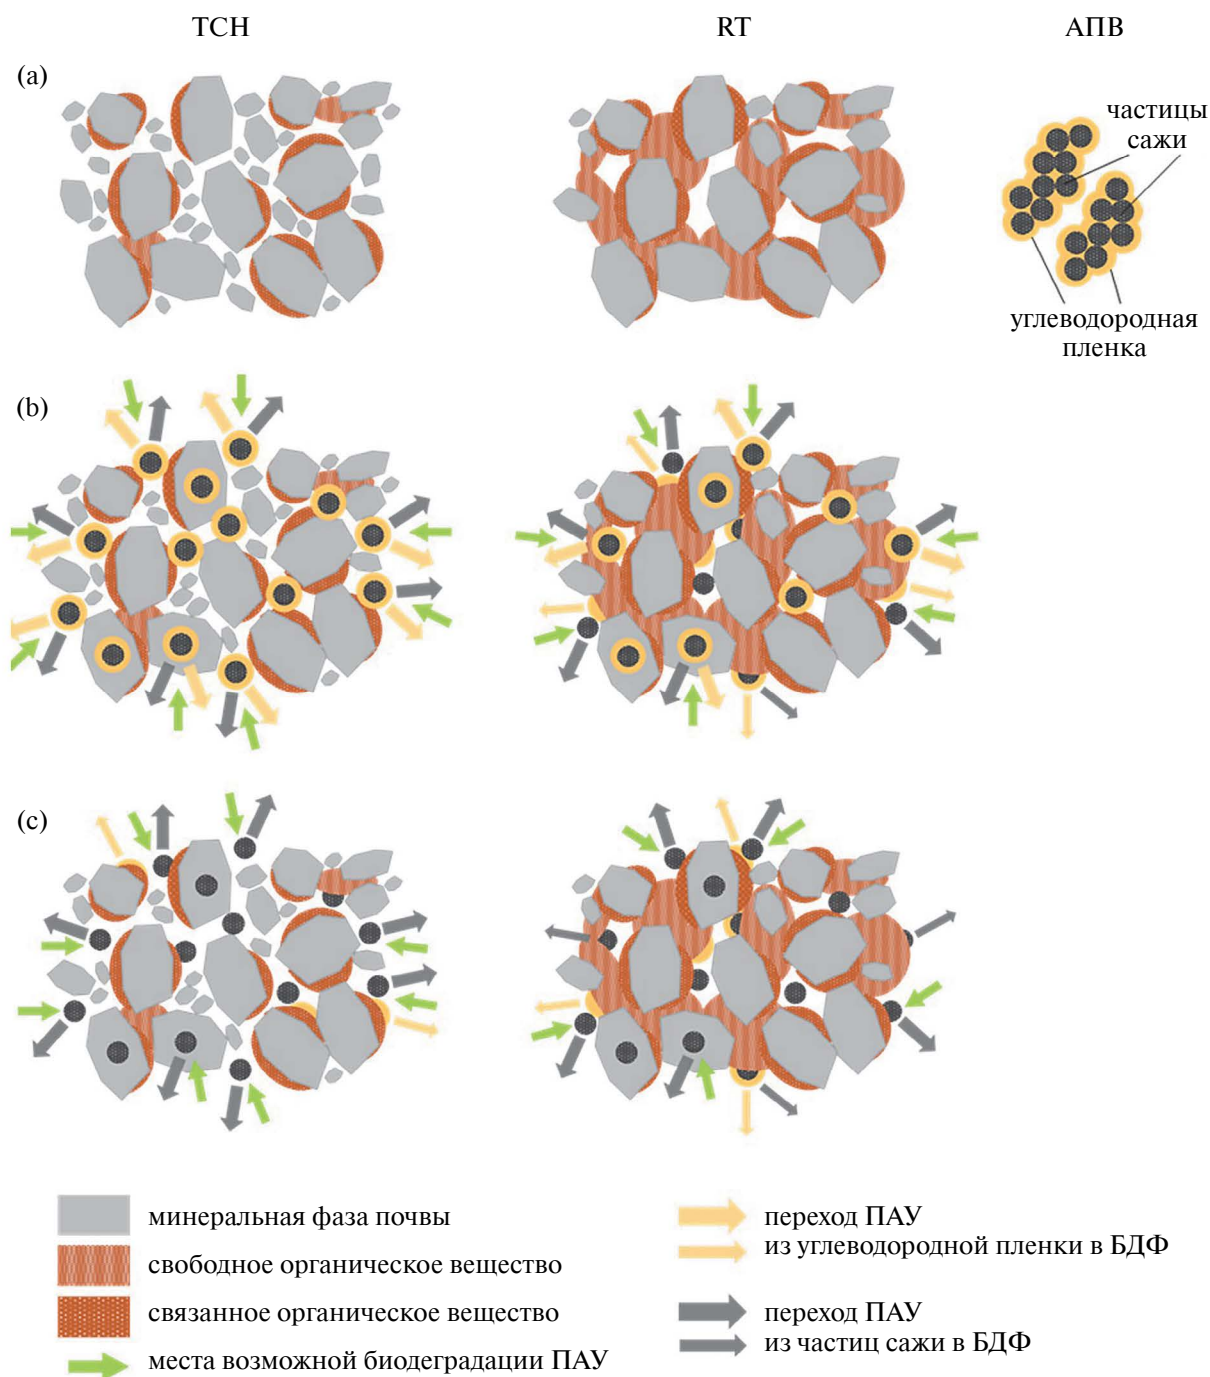 ТСН
RT
АПВ
(a)
частицы
сажи
углеводородная
пленка
(b)
(c)
минеральная фаза почвы
свободное органическое вещество
связанное органическое вещество
места возможной биодеградации ПАУ
переход ПАУ
из углеводородной пленки в БДФ
переход ПАУ
из частиц сажи в БДФ